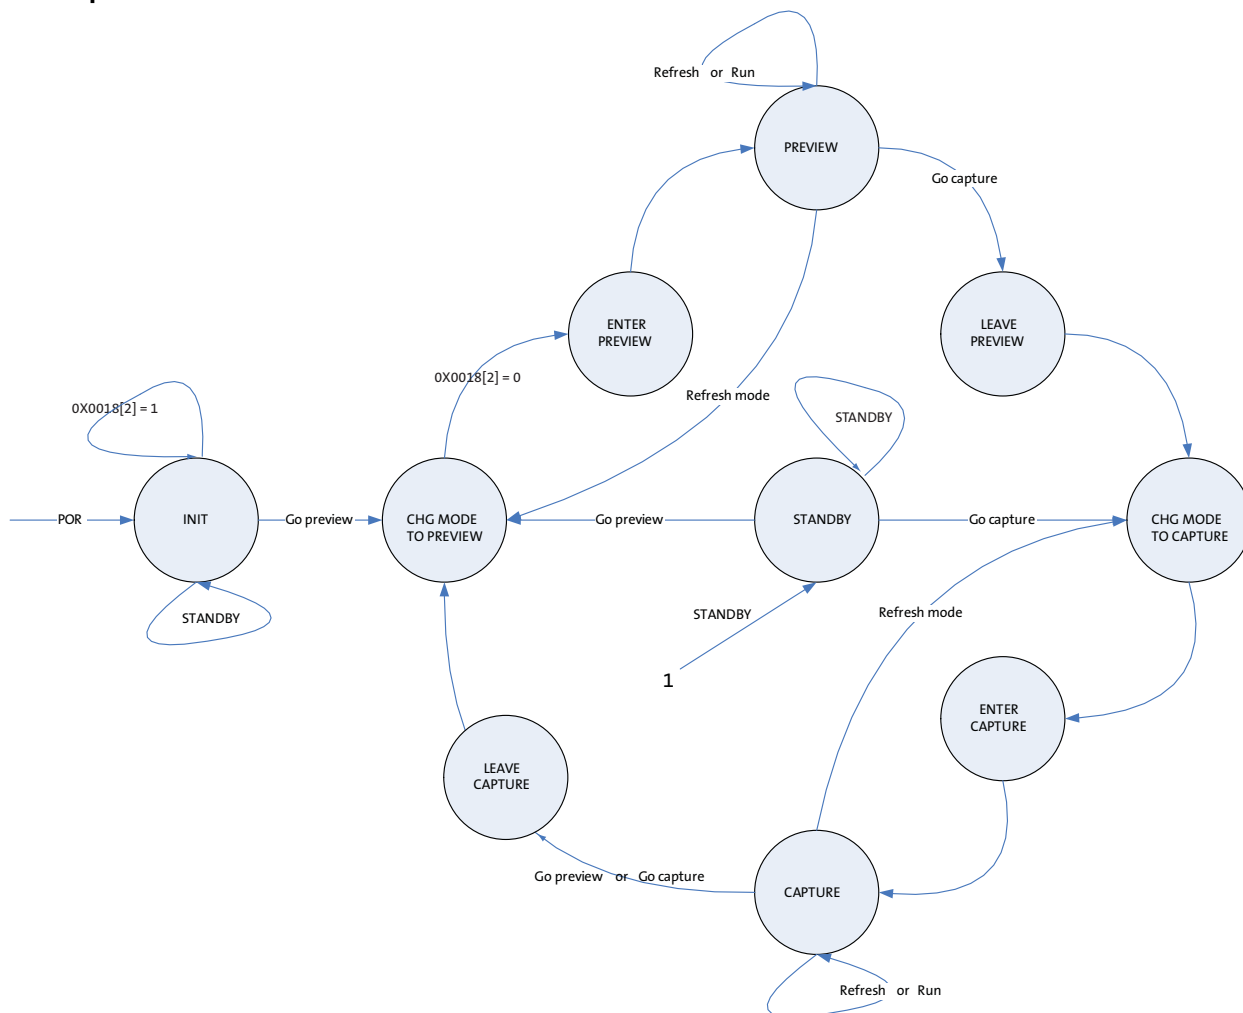 Refresh or Run
PREVIEW
Go capture
ENTER
PREVIEW
LEAVE
PREVIEW
0X0018[2] = 0
Refresh mode
0X0018[2] = 1
STANDBY
POR
INIT
Go preview
CHG MODE
TO PREVIEW
Go preview
STANDBY
Go capture
CHG MODE
TO CAPTURE
STANDBY
STANDBY
Refresh mode
1
ENTER
CAPTURE
LEAVE
CAPTURE
Go preview or Go capture
CAPTURE
Refresh or Run